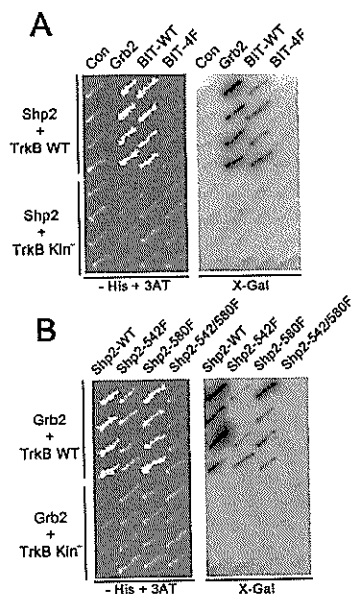 A
Con Grb2 BIT-WT BIT-4F Con Grb2 BIT-WT BIT-4F
Shp2
+
TrkB WT
Shp2
+
TrkB Kin-
- His + 3AT X-Gal
B
Shp2-WT Shp2-542F Shp2-580F Shp2-542/580F Shp2-WT Shp2-542F Shp2-580F Shp2-542/580F
Grb2
+
TrkB WT
Grb2
+
TrkB Kin-
- His + 3AT X-Gal